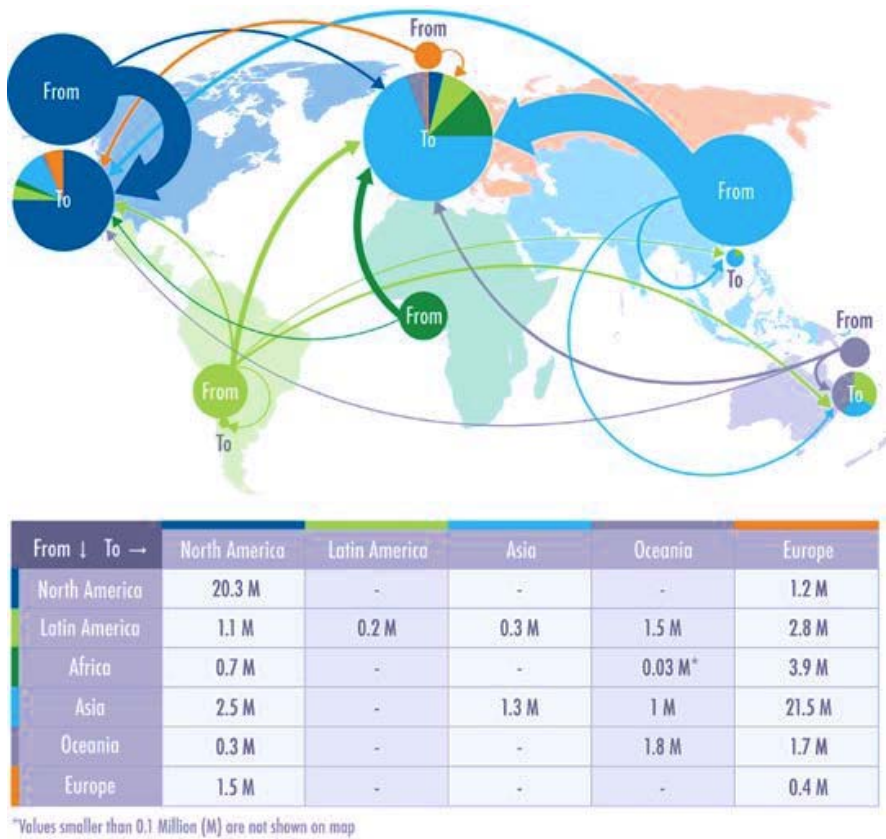 From
From
To
To
From
To
From
From
From
To
To
From ↓ To →
North America
Latin America
Asia
Oceania
Europe
North America
20.3 M
-
-
-
1.2 M
Latin America
1.1 M
0.2 M
0.3 M
1.5 M
2.8 M
Africa
0.7 M
-
-
0.03 M*
3.9 M
Asia
2.5 M
-
1.3 M
1 M
21.5 M
Oceania
0.3 M
-
-
1.8 M
1.7 M
Europe
1.5 M
-
-
-
0.4 M
*Values smaller than 0.1 Million (M) are not shown on map